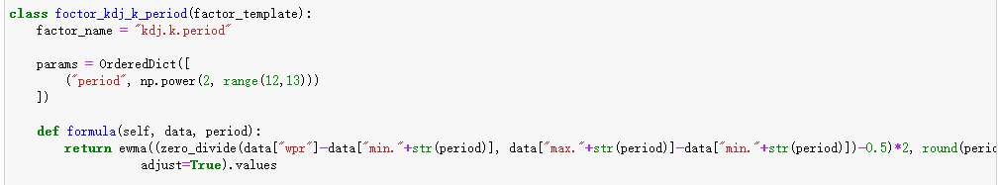 class foctor_kdj_k_period(factor_template):
factor_name = "kdj.k.period"
params = OrderedDict([
("period", np.power(2, range(12,13)))
])
def formula(self, data, period):
return ewma((zero_divide(data["wpr"]-data["min."+str(period)], data["max."+str(period)]-data["min."+str(period)])-0.5)*2, round(perio
adjust=True).values